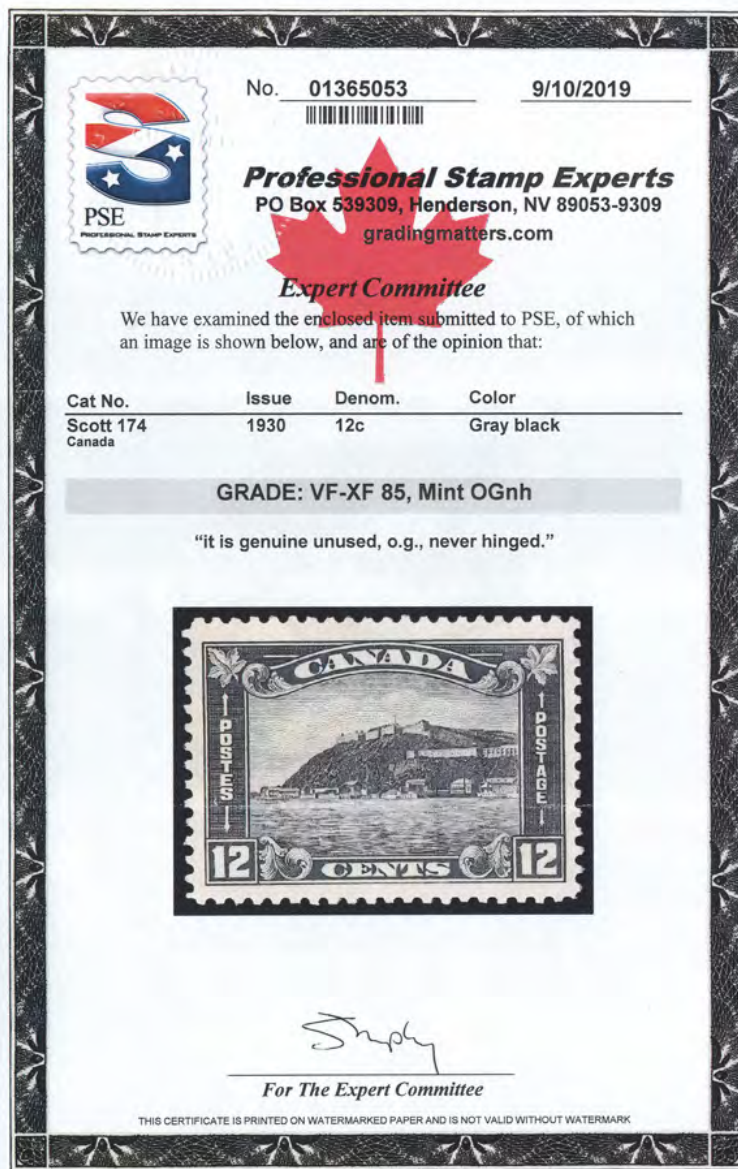 No. 01365053 9/10/2019
PSE
PROFESSIONAL STAMP EXPERTS
Professional Stamp Experts
PO Box 539309, Henderson, NV 89053-9309
gradingmatters.com
Expert Committee
We have examined the enclosed item submitted to PSE, of which
an image is shown below, and are of the opinion that:
Cat No. Issue Denom. Color
Scott 174 1930 12c Gray black
Canada
GRADE: VF-XF 85, Mint OGnh
“it is genuine unused, o.g., never hinged.”
CANADA
POSTES
POSTAGE
12 CENTS 12
For The Expert Committee
THIS CERTIFICATE IS PRINTED ON WATERMARKED PAPER AND IS NOT VALID WITHOUT WATERMARK